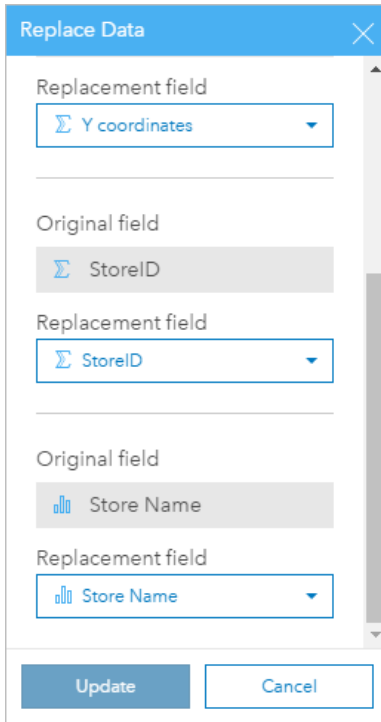 Replace Data
Replacement field
Y coordinates
Original field
StoreID
Replacement field
StoreID
Original field
Store Name
Replacement field
Store Name
Update Cancel